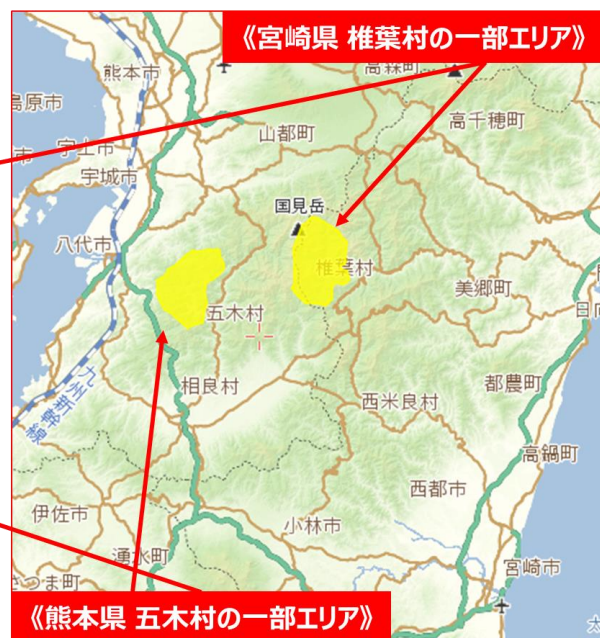 《宮崎県 椎葉村の一部エリア》
熊本市
高森町
島原市
高千穂町
山都町
宇土市
宇城市
国見岳
八代市
椎葉村
美郷町
五木村
日向
相良村
都農町
西米良村
九州新幹線
高鍋町
西都市
伊佐市
小林市
湧水町
宮崎市
さつま町
《熊本県 五木村の一部エリア》